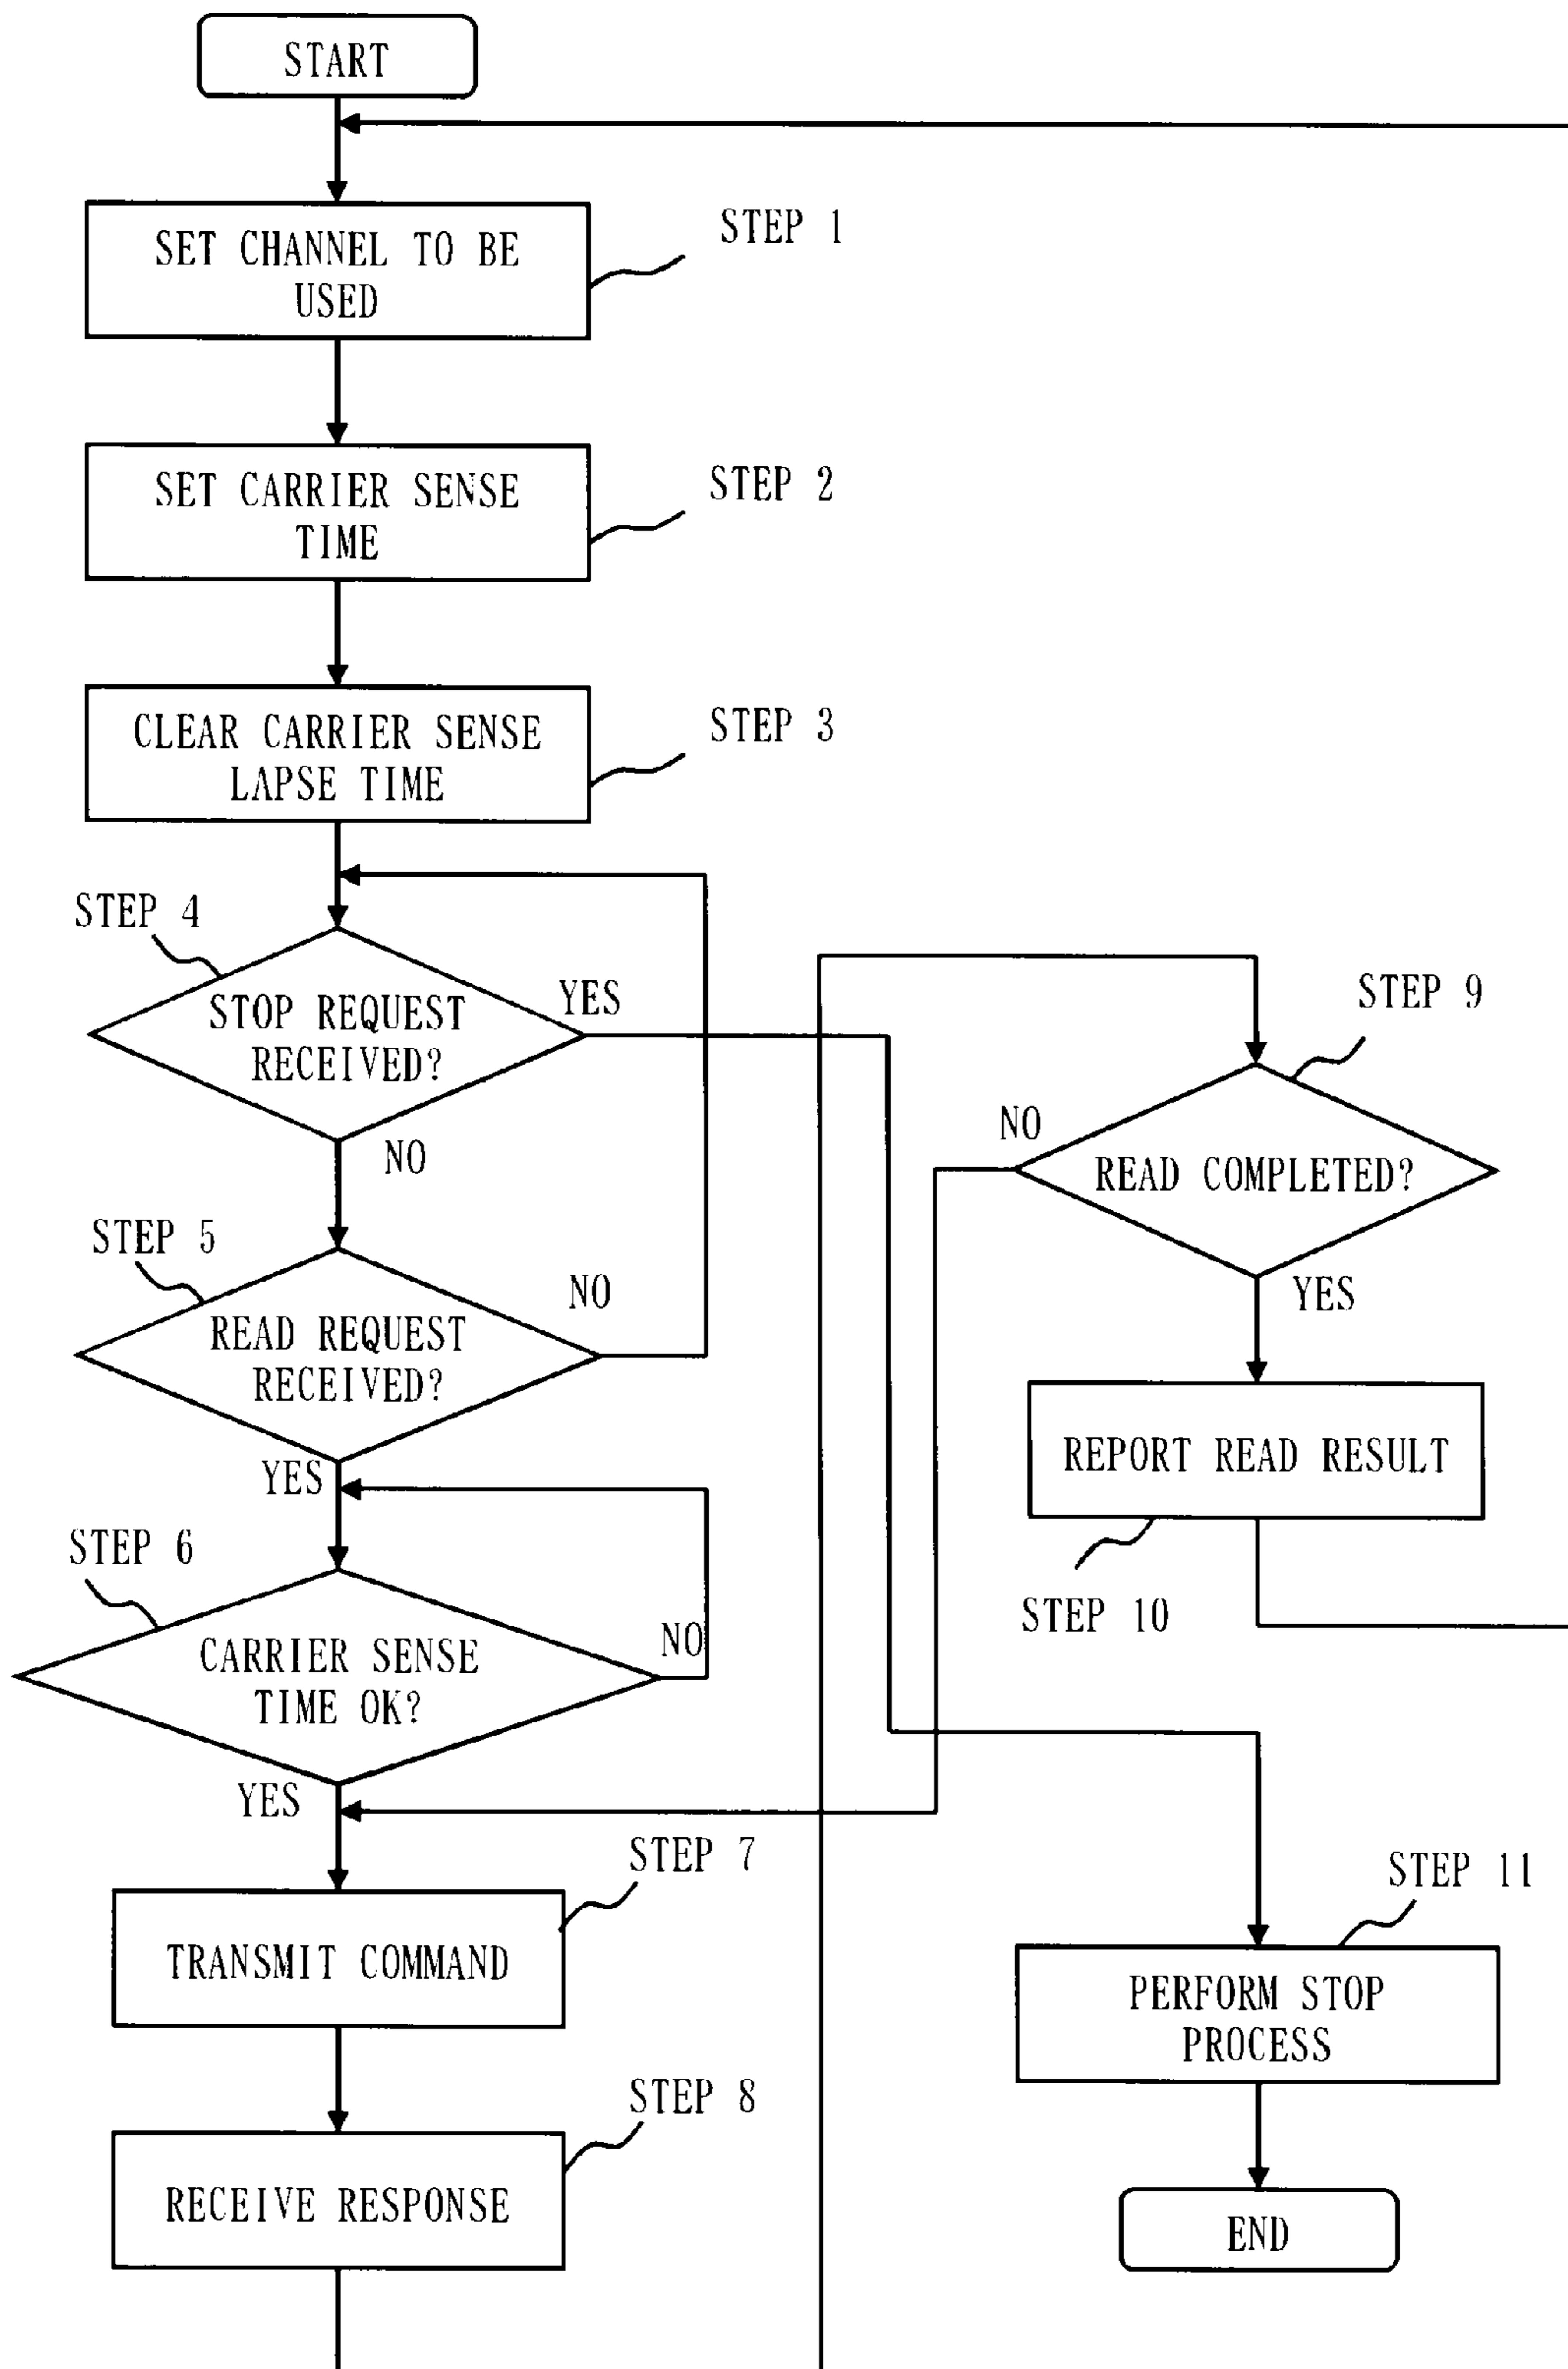 START
SET CHANNEL TO BE
USED
STEP 1
SET CARRIER SENSE
TIME
STEP 2
CLEAR CARRIER SENSE
LAPSE TIME
STEP 3
STEP 4
STOP REQUEST
RECEIVED?
YES
NO
STEP 5
READ REQUEST
RECEIVED?
NO
YES
STEP 6
CARRIER SENSE
TIME OK?
NO
YES
STEP 7
TRANSMIT COMMAND
STEP 8
RECEIVE RESPONSE
STEP 9
NO
READ COMPLETED?
YES
REPORT READ RESULT
STEP 10
STEP 11
PERFORM STOP
PROCESS
END